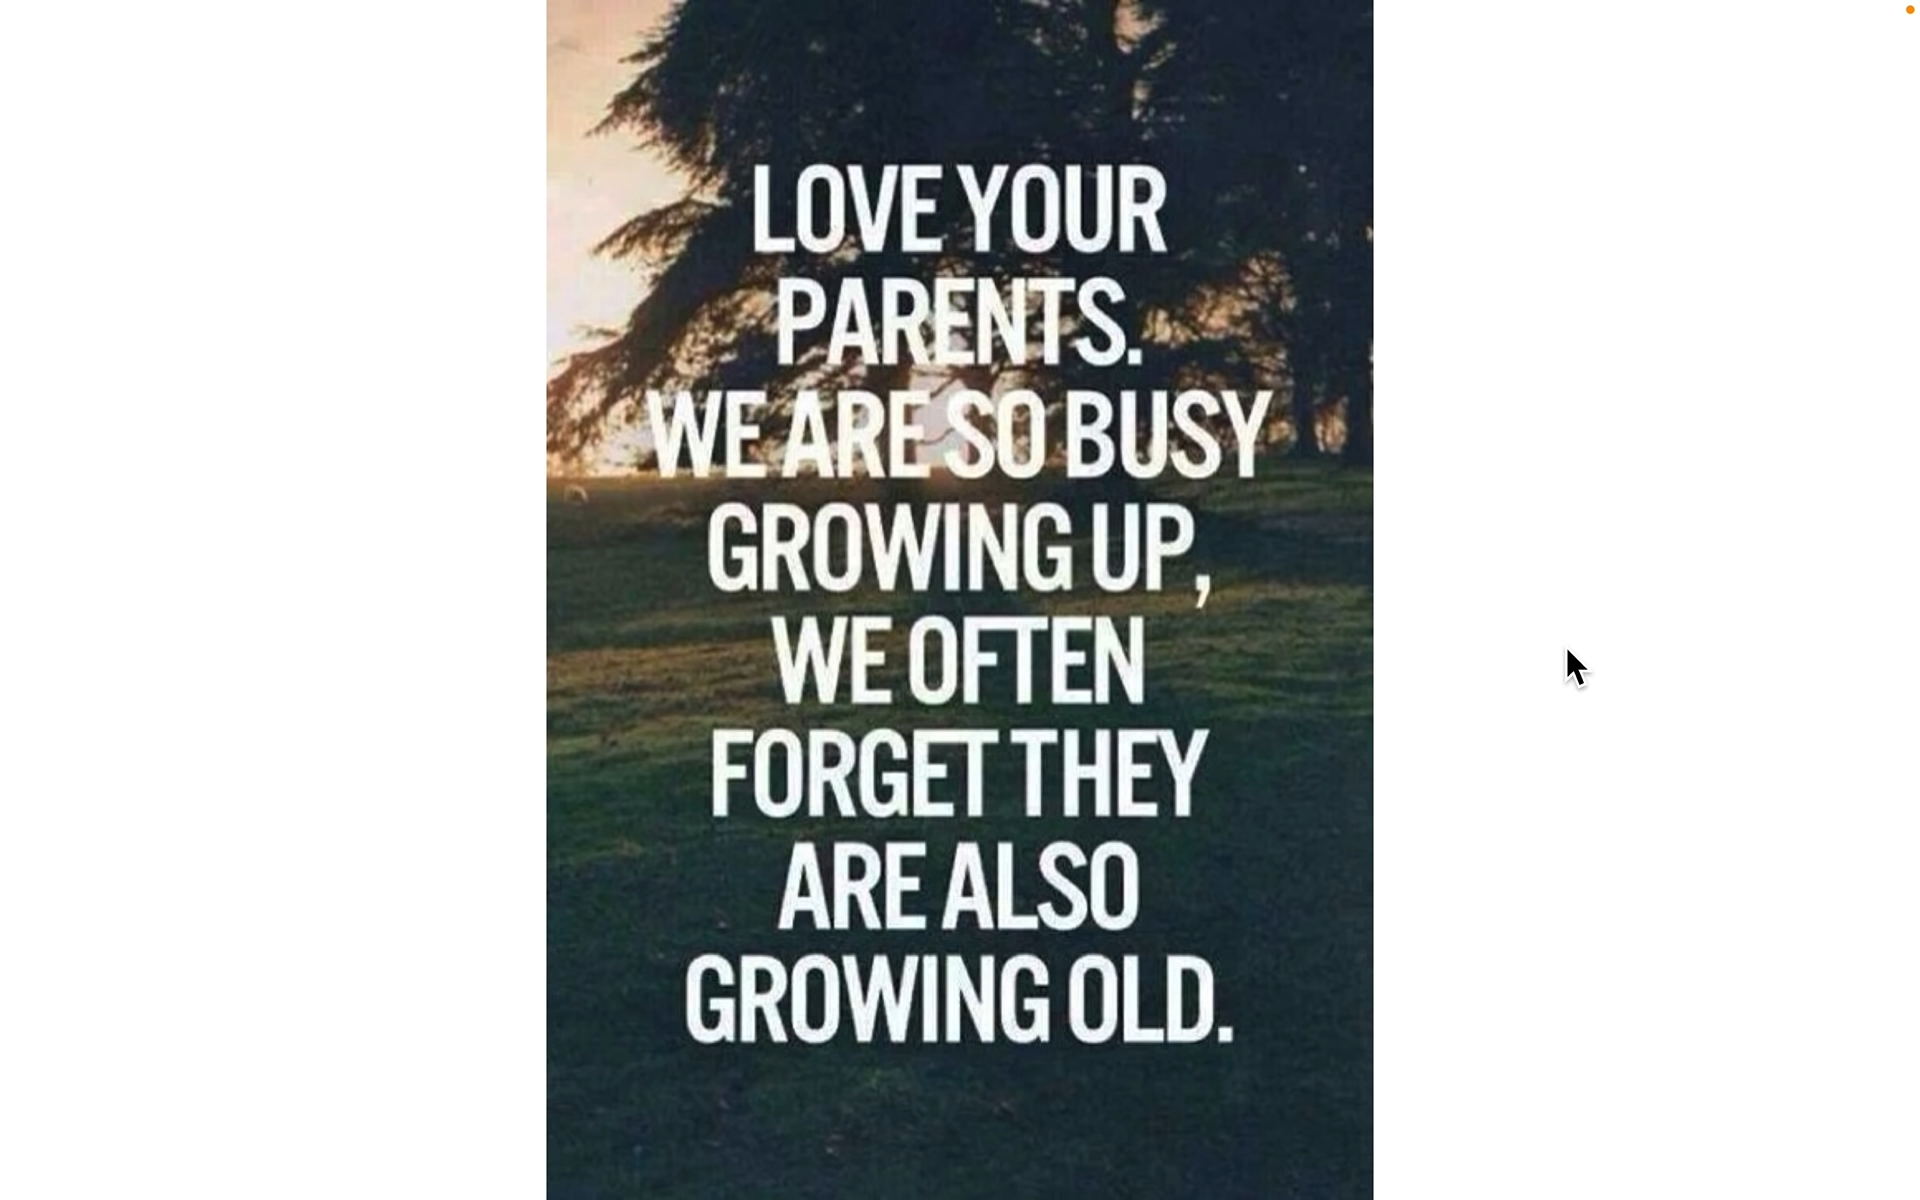 LOVE YOUR
PARENTS.
WE ARE SO BUSY
GROWING UP,
WE OFTEN
FORGET THEY
ARE ALSO
GROWING OLD.